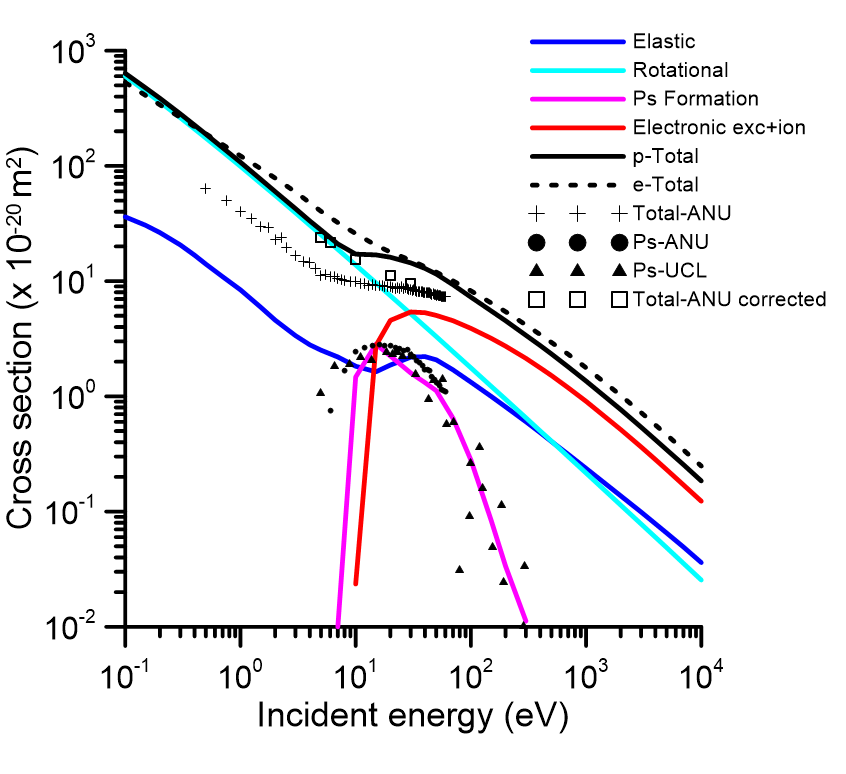 Cross section (x 10⁻²⁰ m²)
10³
10²
10¹
10⁰
10⁻¹
10⁻²
10⁻¹ 10⁰ 10¹ 10² 10³ 10⁴
Incident energy (eV)
Elastic
Rotational
Ps Formation
Electronic exc+ion
p-Total
e-Total
Total-ANU
Ps-ANU
Ps-UCL
Total-ANU corrected